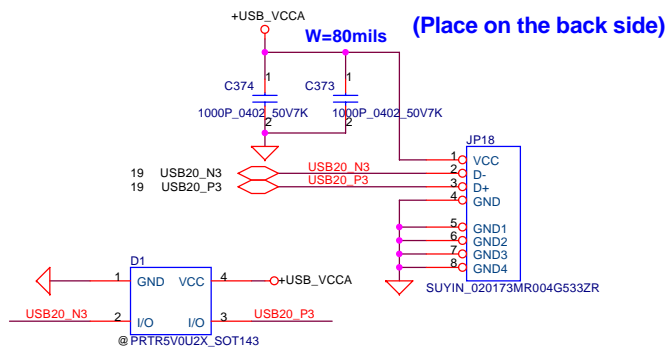 +USB_VCCA
W=80mils
(Place on the back side)
1
1
C374
C373
1000P_0402_50V7K
1000P_0402_50V7K
2
2
JP18
1 VCC
19 USB20_N3 USB20_N3 2 D-
19 USB20_P3 USB20_P3 3 D+
4 GND
5 GND1
6 GND2
7 GND3
8 GND4
SUYIN_020173MR004G533ZR
D1
1 GND VCC 4 +USB_VCCA
USB20_N3 2 I/O I/O 3 USB20_P3
@PRTR5V0U2X_SOT143